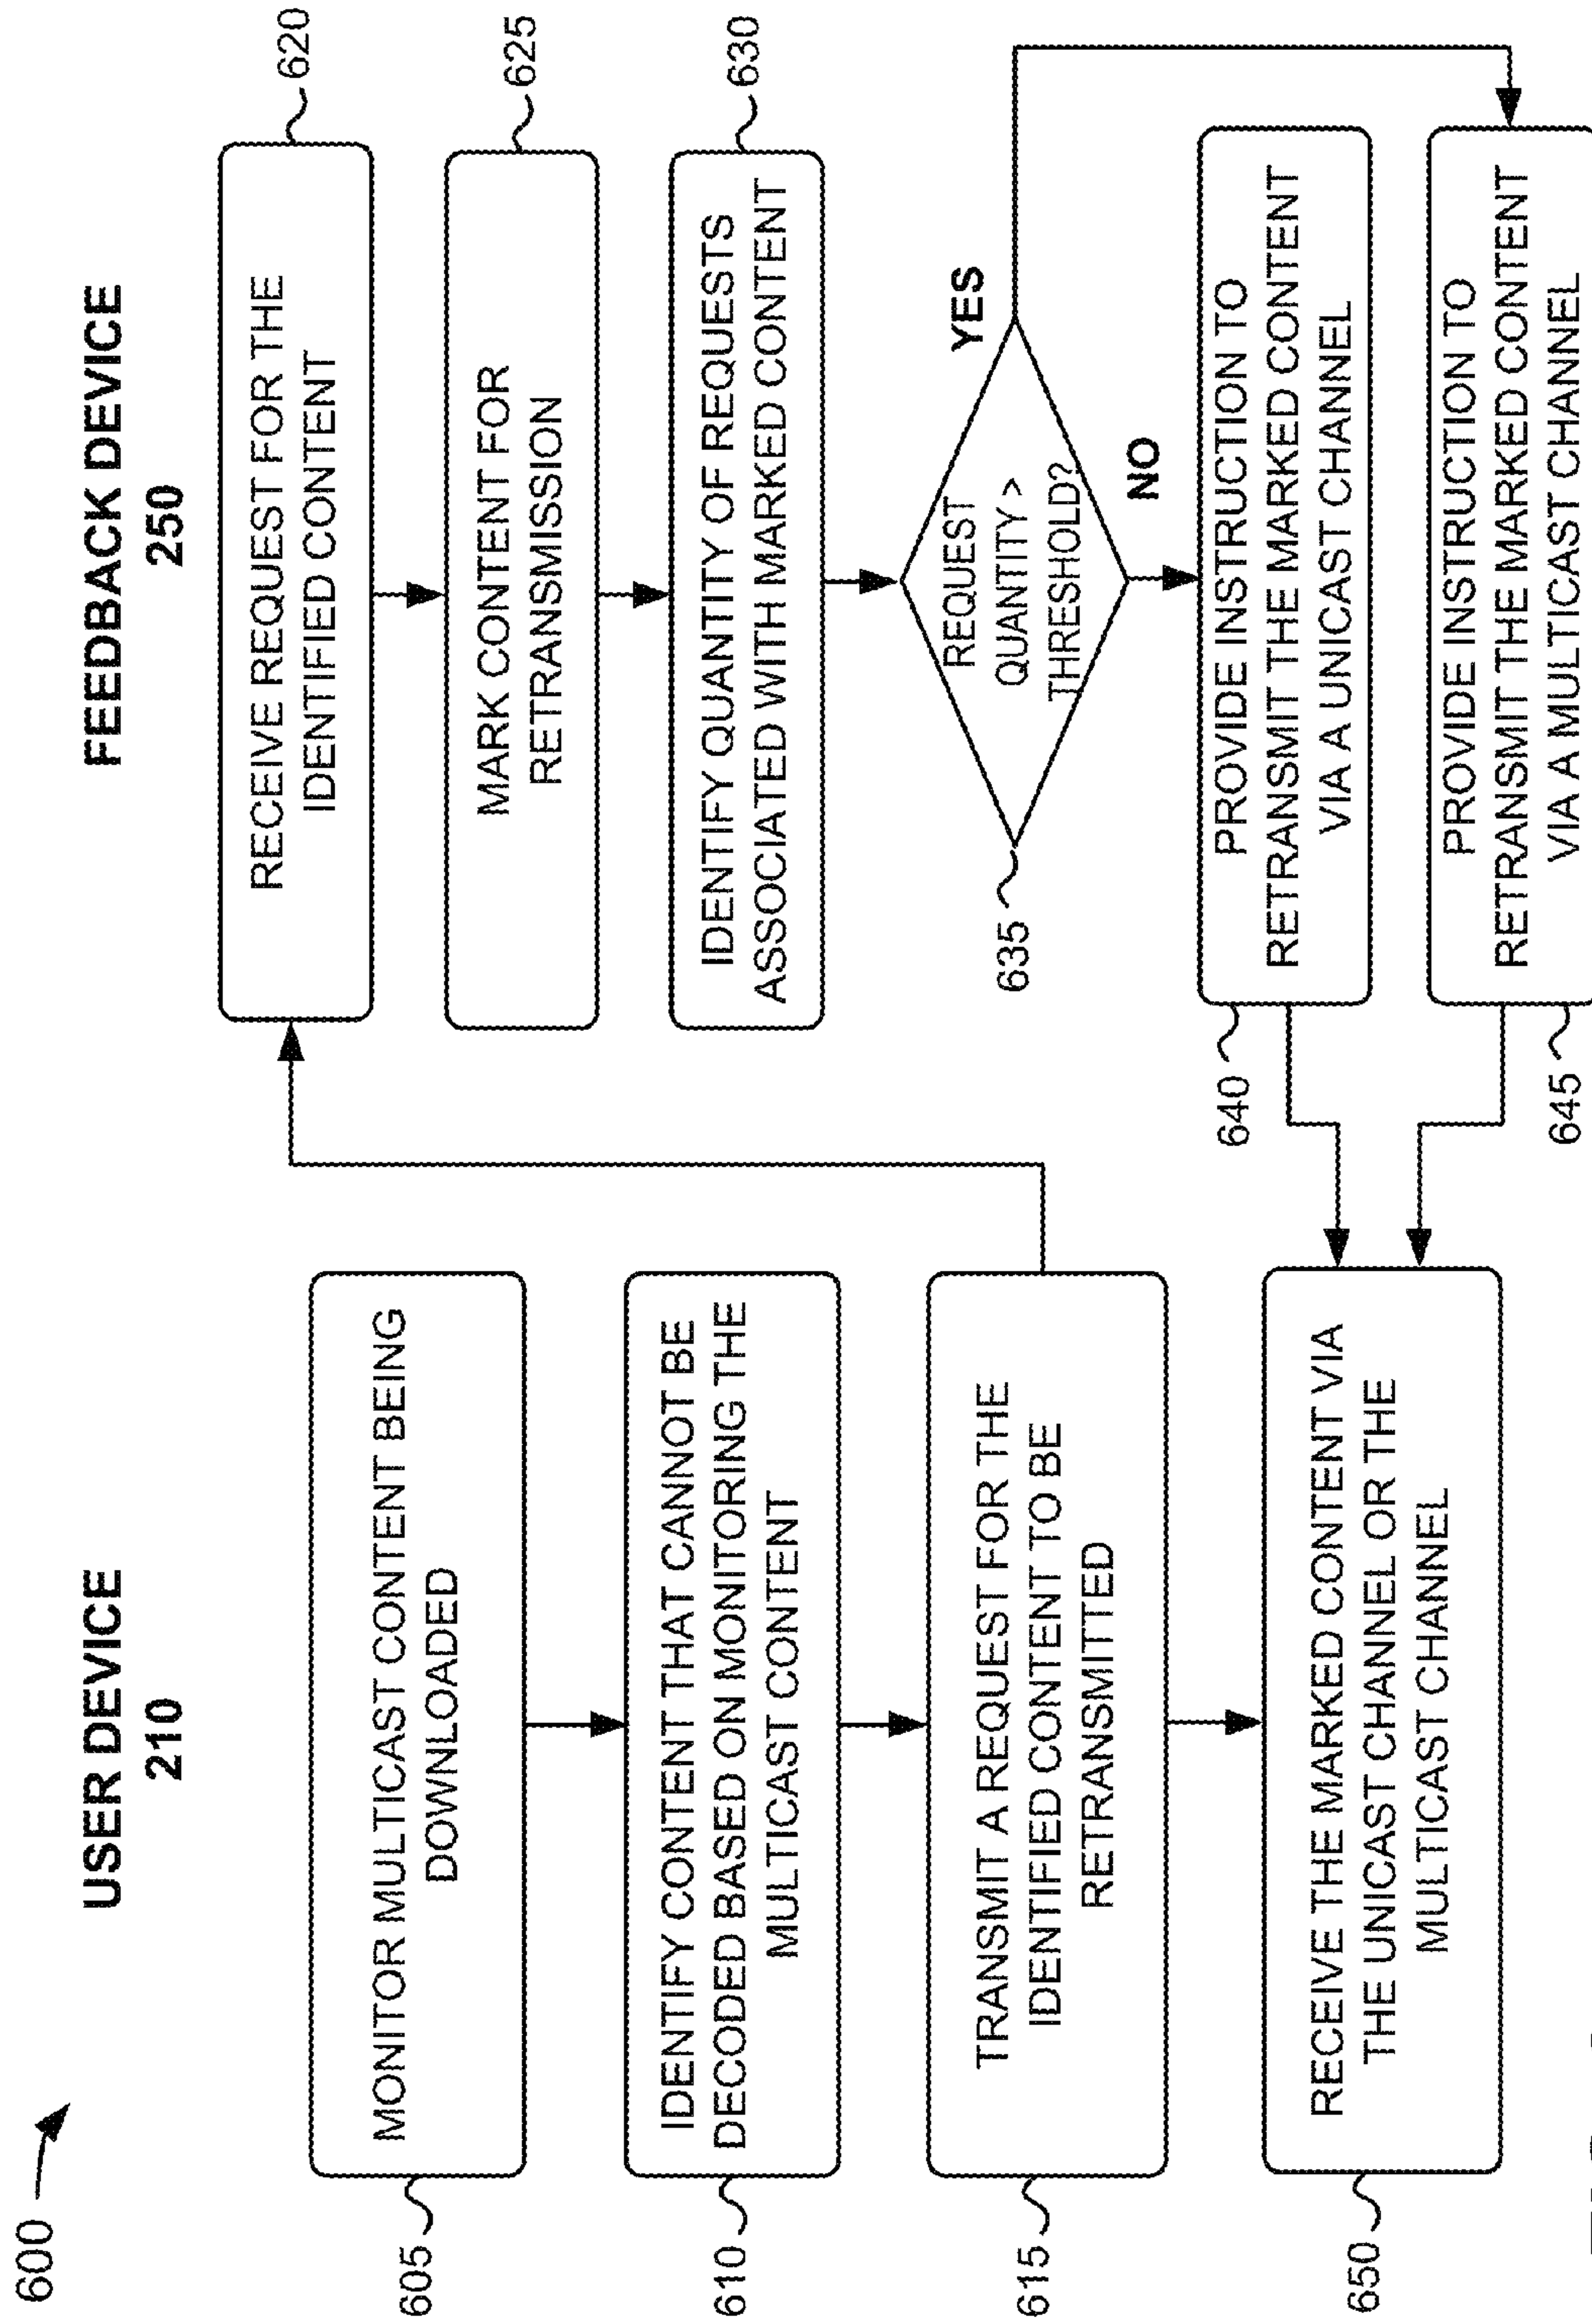 600
USER DEVICE
210
605
MONITOR MULTICAST CONTENT BEING
DOWNLOADED
610
IDENTIFY CONTENT THAT CANNOT BE
DECODED BASED ON MONITORING THE
MULTICAST CONTENT
615
TRANSMIT A REQUEST FOR THE
IDENTIFIED CONTENT TO BE
RETRANSMITTED
650
RECEIVE THE MARKED CONTENT VIA
THE UNICAST CHANNEL OR THE
MULTICAST CHANNEL
FEEDBACK DEVICE
250
620
RECEIVE REQUEST FOR THE
IDENTIFIED CONTENT
625
MARK CONTENT FOR
RETRANSMISSION
630
IDENTIFY QUANTITY OF REQUESTS
ASSOCIATED WITH MARKED CONTENT
635
REQUEST
QUANTITY >
THRESHOLD?
YES
NO
640
PROVIDE INSTRUCTION TO
RETRANSMIT THE MARKED CONTENT
VIA A UNICAST CHANNEL
645
PROVIDE INSTRUCTION TO
RETRANSMIT THE MARKED CONTENT
VIA A MULTICAST CHANNEL